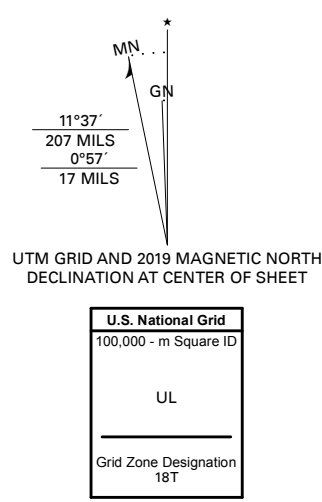 ★
MN
GN
11°37´
207 MILS
0°57´
17 MILS
UTM GRID AND 2019 MAGNETIC NORTH
DECLINATION AT CENTER OF SHEET
U.S. National Grid
100,000 - m Square ID
UL
Grid Zone Designation
18T